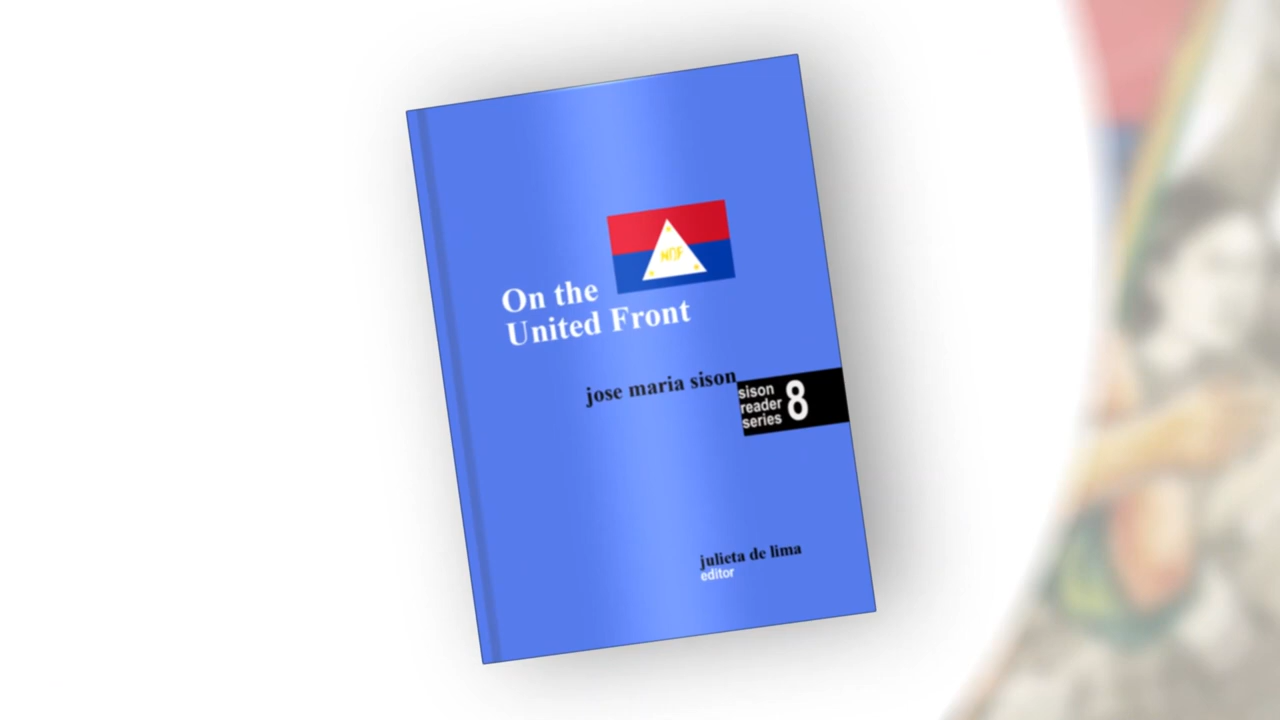 NDF
On the
United Front
jose maria sison
sison
reader
series
8
julieta de lima
editor